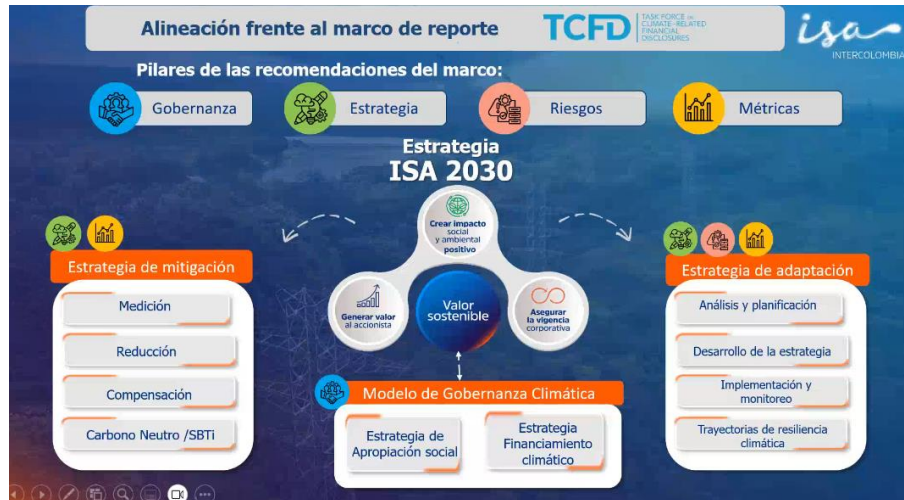 Alineación frente al marco de reporte
TCFD
TASK FORCE ON
CLIMATE-RELATED
FINANCIAL
DISCLOSURES
isa
INTERCOLOMBIA
Pilares de las recomendaciones del marco:
Gobernanza
Estrategia
Riesgos
Métricas
Estrategia
ISA 2030
Crear impacto
social
y ambiental
positivo
Generar valor
al accionista
Valor
sostenible
Asegurar
la vigencia
corporativa
Estrategia de mitigación
Medición
Reducción
Compensación
Carbono Neutro /SBTi
Modelo de Gobernanza Climática
Estrategia de
Apropiación social
Estrategia
Financiamiento
climático
Estrategia de adaptación
Análisis y planificación
Desarrollo de la estrategia
Implementación y
monitoreo
Trayectorias de resiliencia
climática